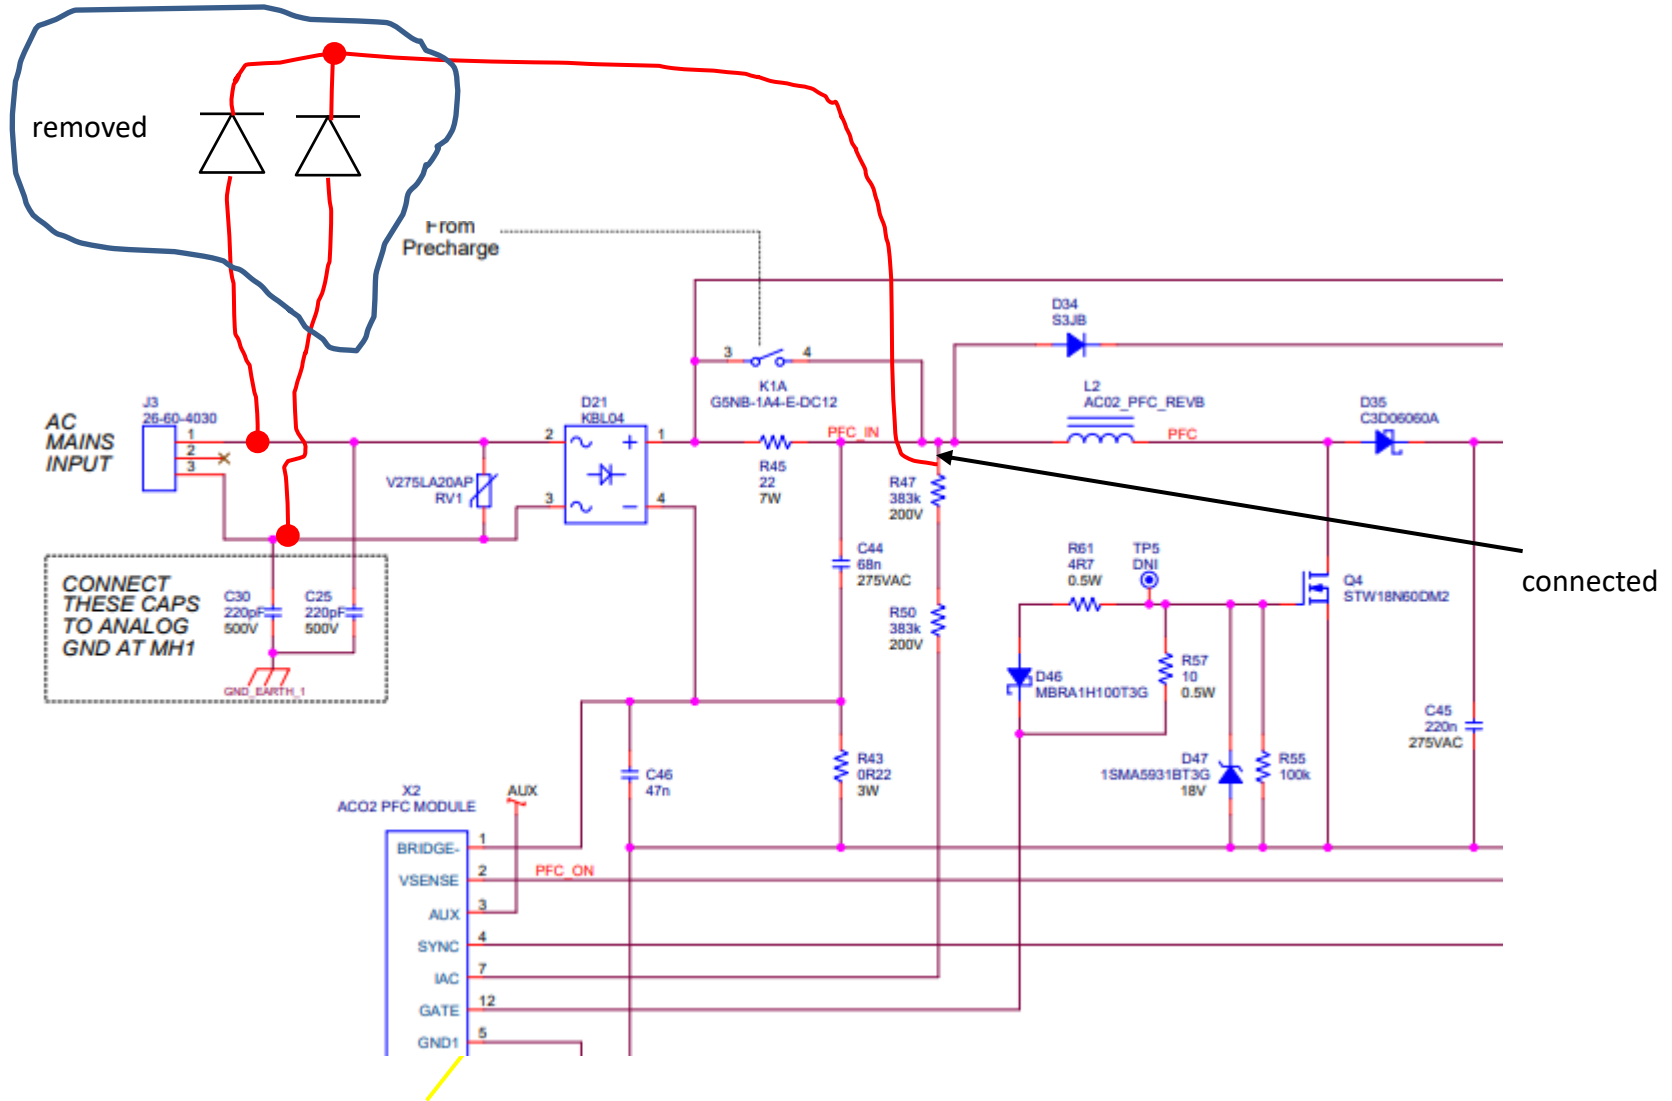 removed
From
Precharge
D34
S3JB
3
4
K1A
G5NB-1A4-E-DC12
L2
AC02_PFC_REVB
D35
C3D06060A
J3
26-60-4030
AC
MAINS
INPUT
1
2
3
D21
KBL04
2
1
3
4
V275LA20AP
RV1
R45
22
7W
PFC_IN
PFC
R47
383k
200V
C44
68n
275VAC
R61
4R7
0.5W
TP5
DNI
Q4
STW18N60DM2
connected
CONNECT
THESE CAPS
TO ANALOG
GND AT MH1
C30
220pF
500V
C25
220pF
500V
GND_EARTH_1
R50
383k
200V
D46
MBRA1H100T3G
R57
10
0.5W
C45
220n
275VAC
R43
0R22
3W
C46
47n
D47
1SMA5931BT3G
18V
R55
100k
X2
ACO2 PFC MODULE
AUX
BRIDGE-
1
VSENSE
2
PFC_ON
AUX
3
SYNC
4
IAC
7
GATE
12
GND1
5